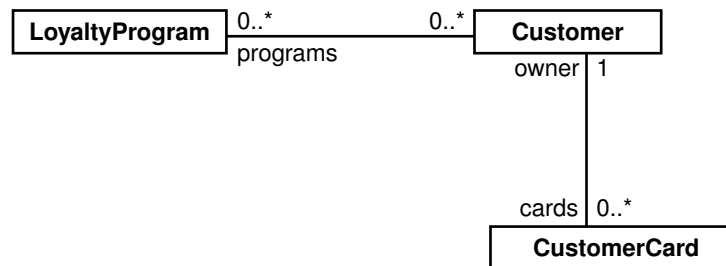 LoyaltyProgram
0..*
programs
0..*
Customer
owner
1
cards
0..*
CustomerCard